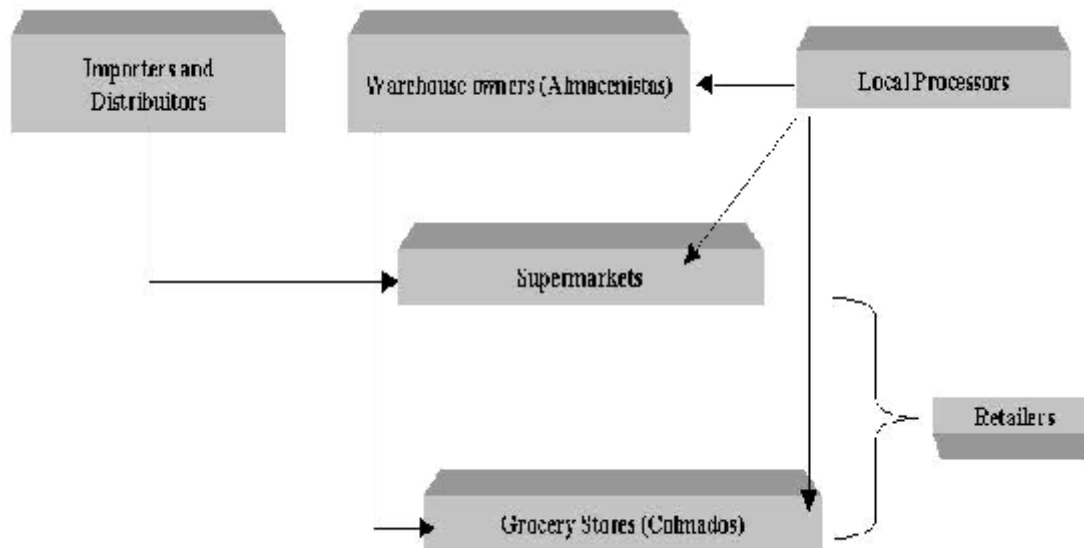 Importers and
Distribuitors
Warehouse owners (Almacenistas)
Local Processors
Supermarkets
Retailers
Grocery Stores (Colmados)